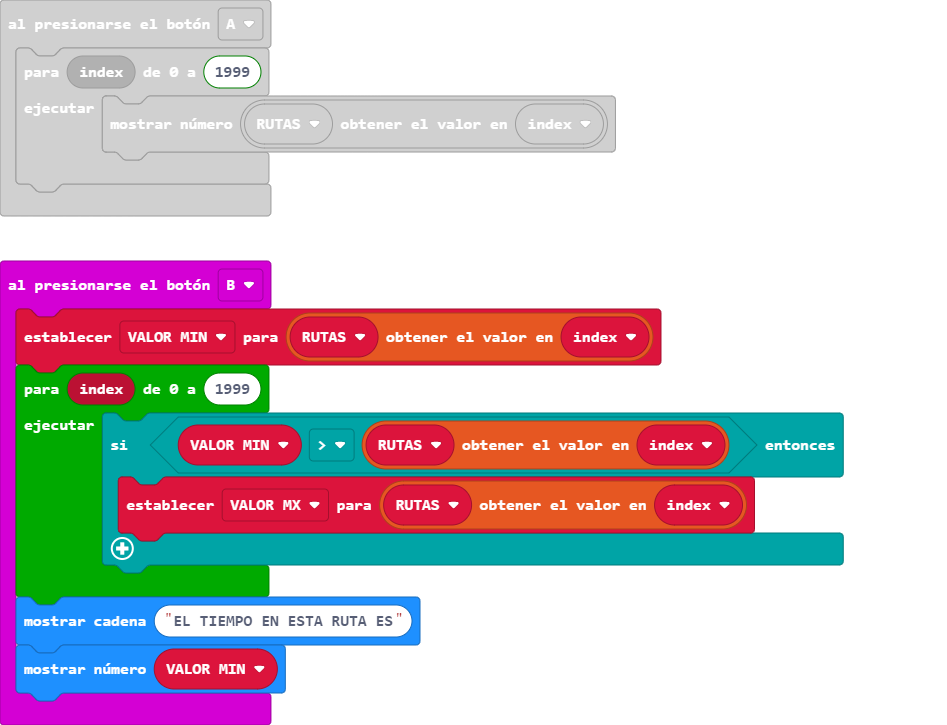 al presionarse el botón A
para index de 0 a 1999
ejecutar
mostrar número RUTAS obtener el valor en index
al presionarse el botón B
establecer VALOR MIN para RUTAS obtener el valor en index
para index de 0 a 1999
ejecutar
si VALOR MIN > RUTAS obtener el valor en index entonces
establecer VALOR MX para RUTAS obtener el valor en index
mostrar cadena "EL TIEMPO EN ESTA RUTA ES"
mostrar número VALOR MIN